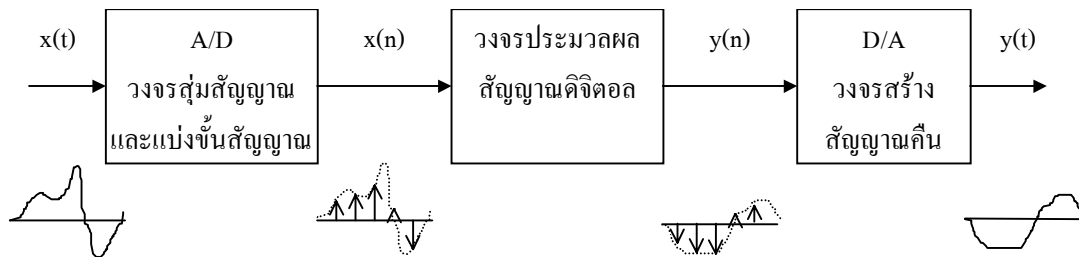 x(t)
A/D
วงจรสุ่มสัญญาณ
และแบ่งขั้นสัญญาณ
x(n)
วงจรประมวลผล
สัญญาณดิจิตอล
y(n)
D/A
วงจรสร้าง
สัญญาณคืน
y(t)